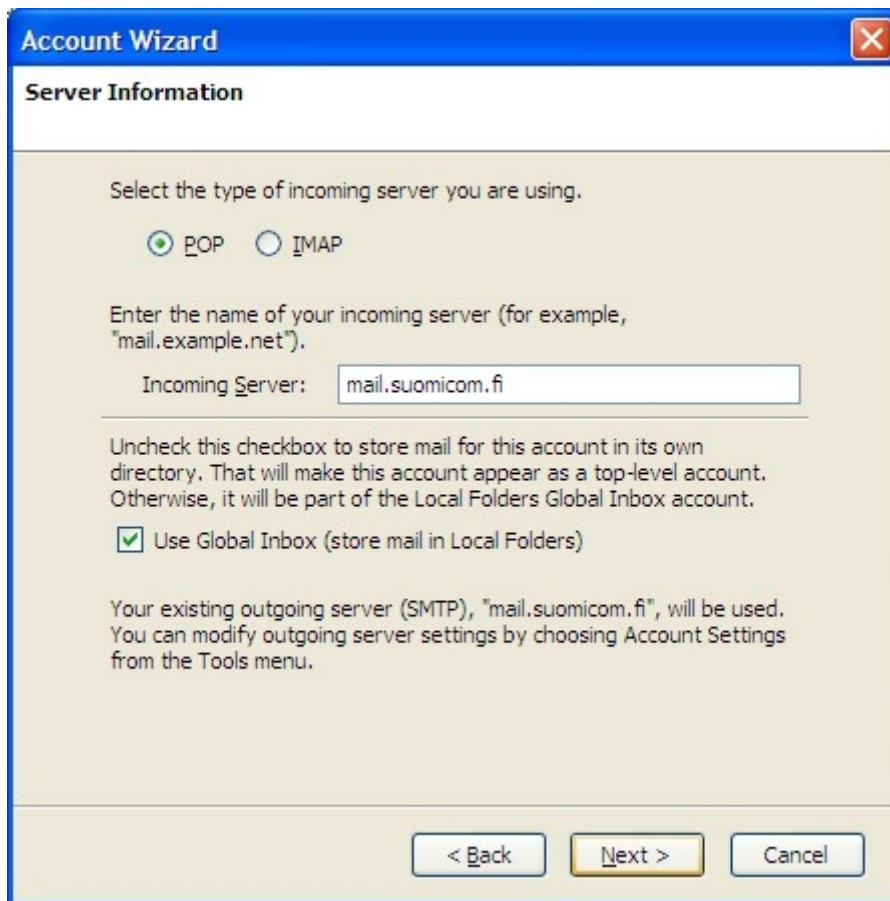 Account Wizard
Server Information
Select the type of incoming server you are using.
POP IMAP
Enter the name of your incoming server (for example,
"mail.example.net").
Incoming Server: mail.suomicom.fi
Uncheck this checkbox to store mail for this account in its own
directory. That will make this account appear as a top-level account.
Otherwise, it will be part of the Local Folders Global Inbox account.
Use Global Inbox (store mail in Local Folders)
Your existing outgoing server (SMTP), "mail.suomicom.fi", will be used.
You can modify outgoing server settings by choosing Account Settings
from the Tools menu.
< Back Next > Cancel